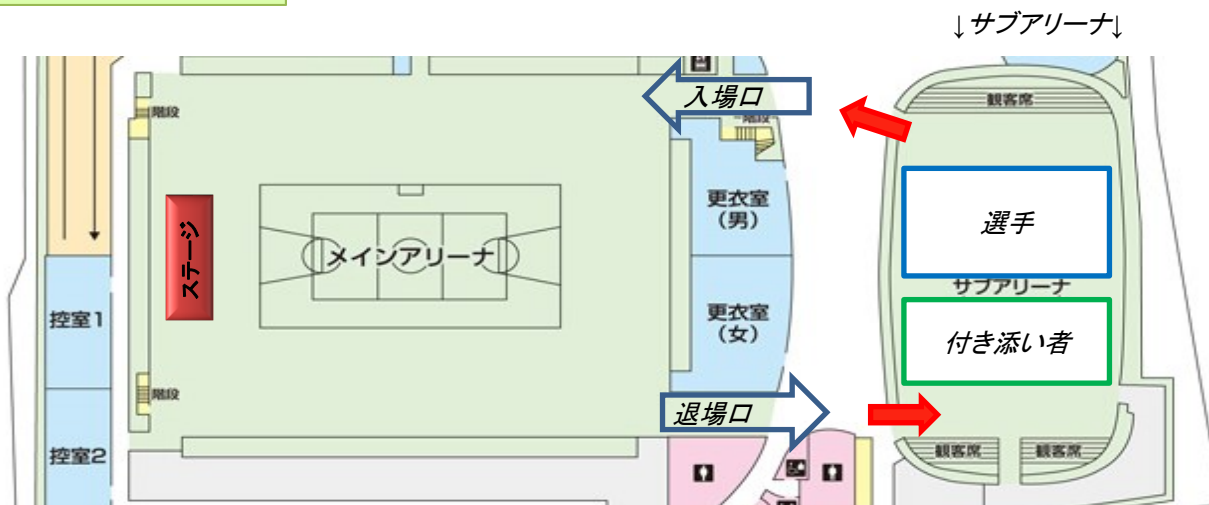 ↓サブアリーナ↓
入場口
階段
階段
観客席
更衣室
（男）
選手
ステージ
メインアリーナ
サブアリーナ
控室1
更衣室
（女）
付き添い者
階段
退場口
控室2
観客席
観客席